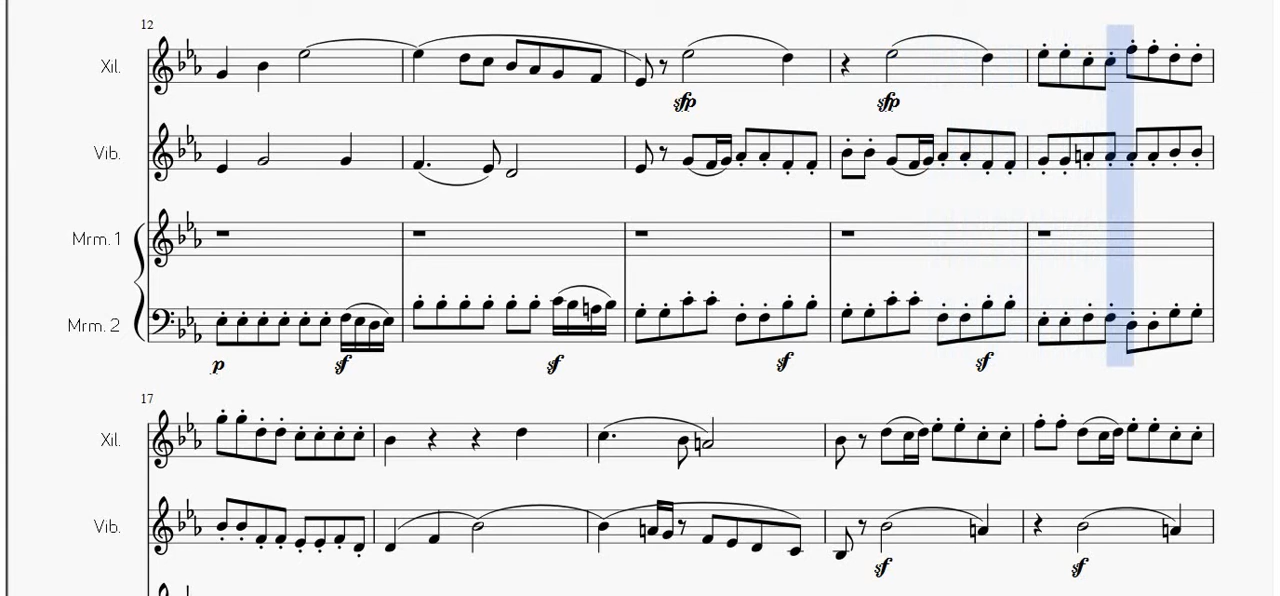 12
Xil.
Vib.
sfp sfp
Mrm. 1
Mrm. 2
p sf sf sf sf
17
Xil.
Vib.
sf sf